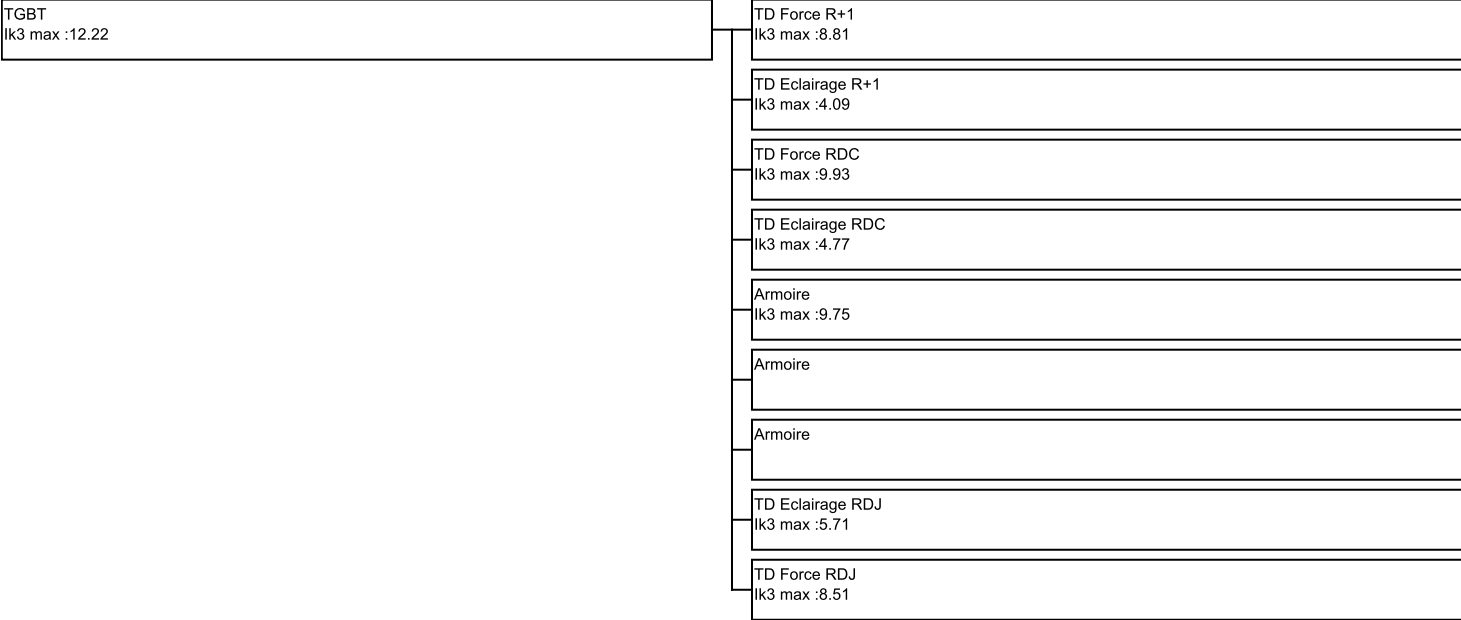 TGBT
Ik3 max :12.22
TD Force R+1
Ik3 max :8.81
TD Eclairage R+1
Ik3 max :4.09
TD Force RDC
Ik3 max :9.93
TD Eclairage RDC
Ik3 max :4.77
Armoire
Ik3 max :9.75
Armoire
Armoire
TD Eclairage RDJ
Ik3 max :5.71
TD Force RDJ
Ik3 max :8.51